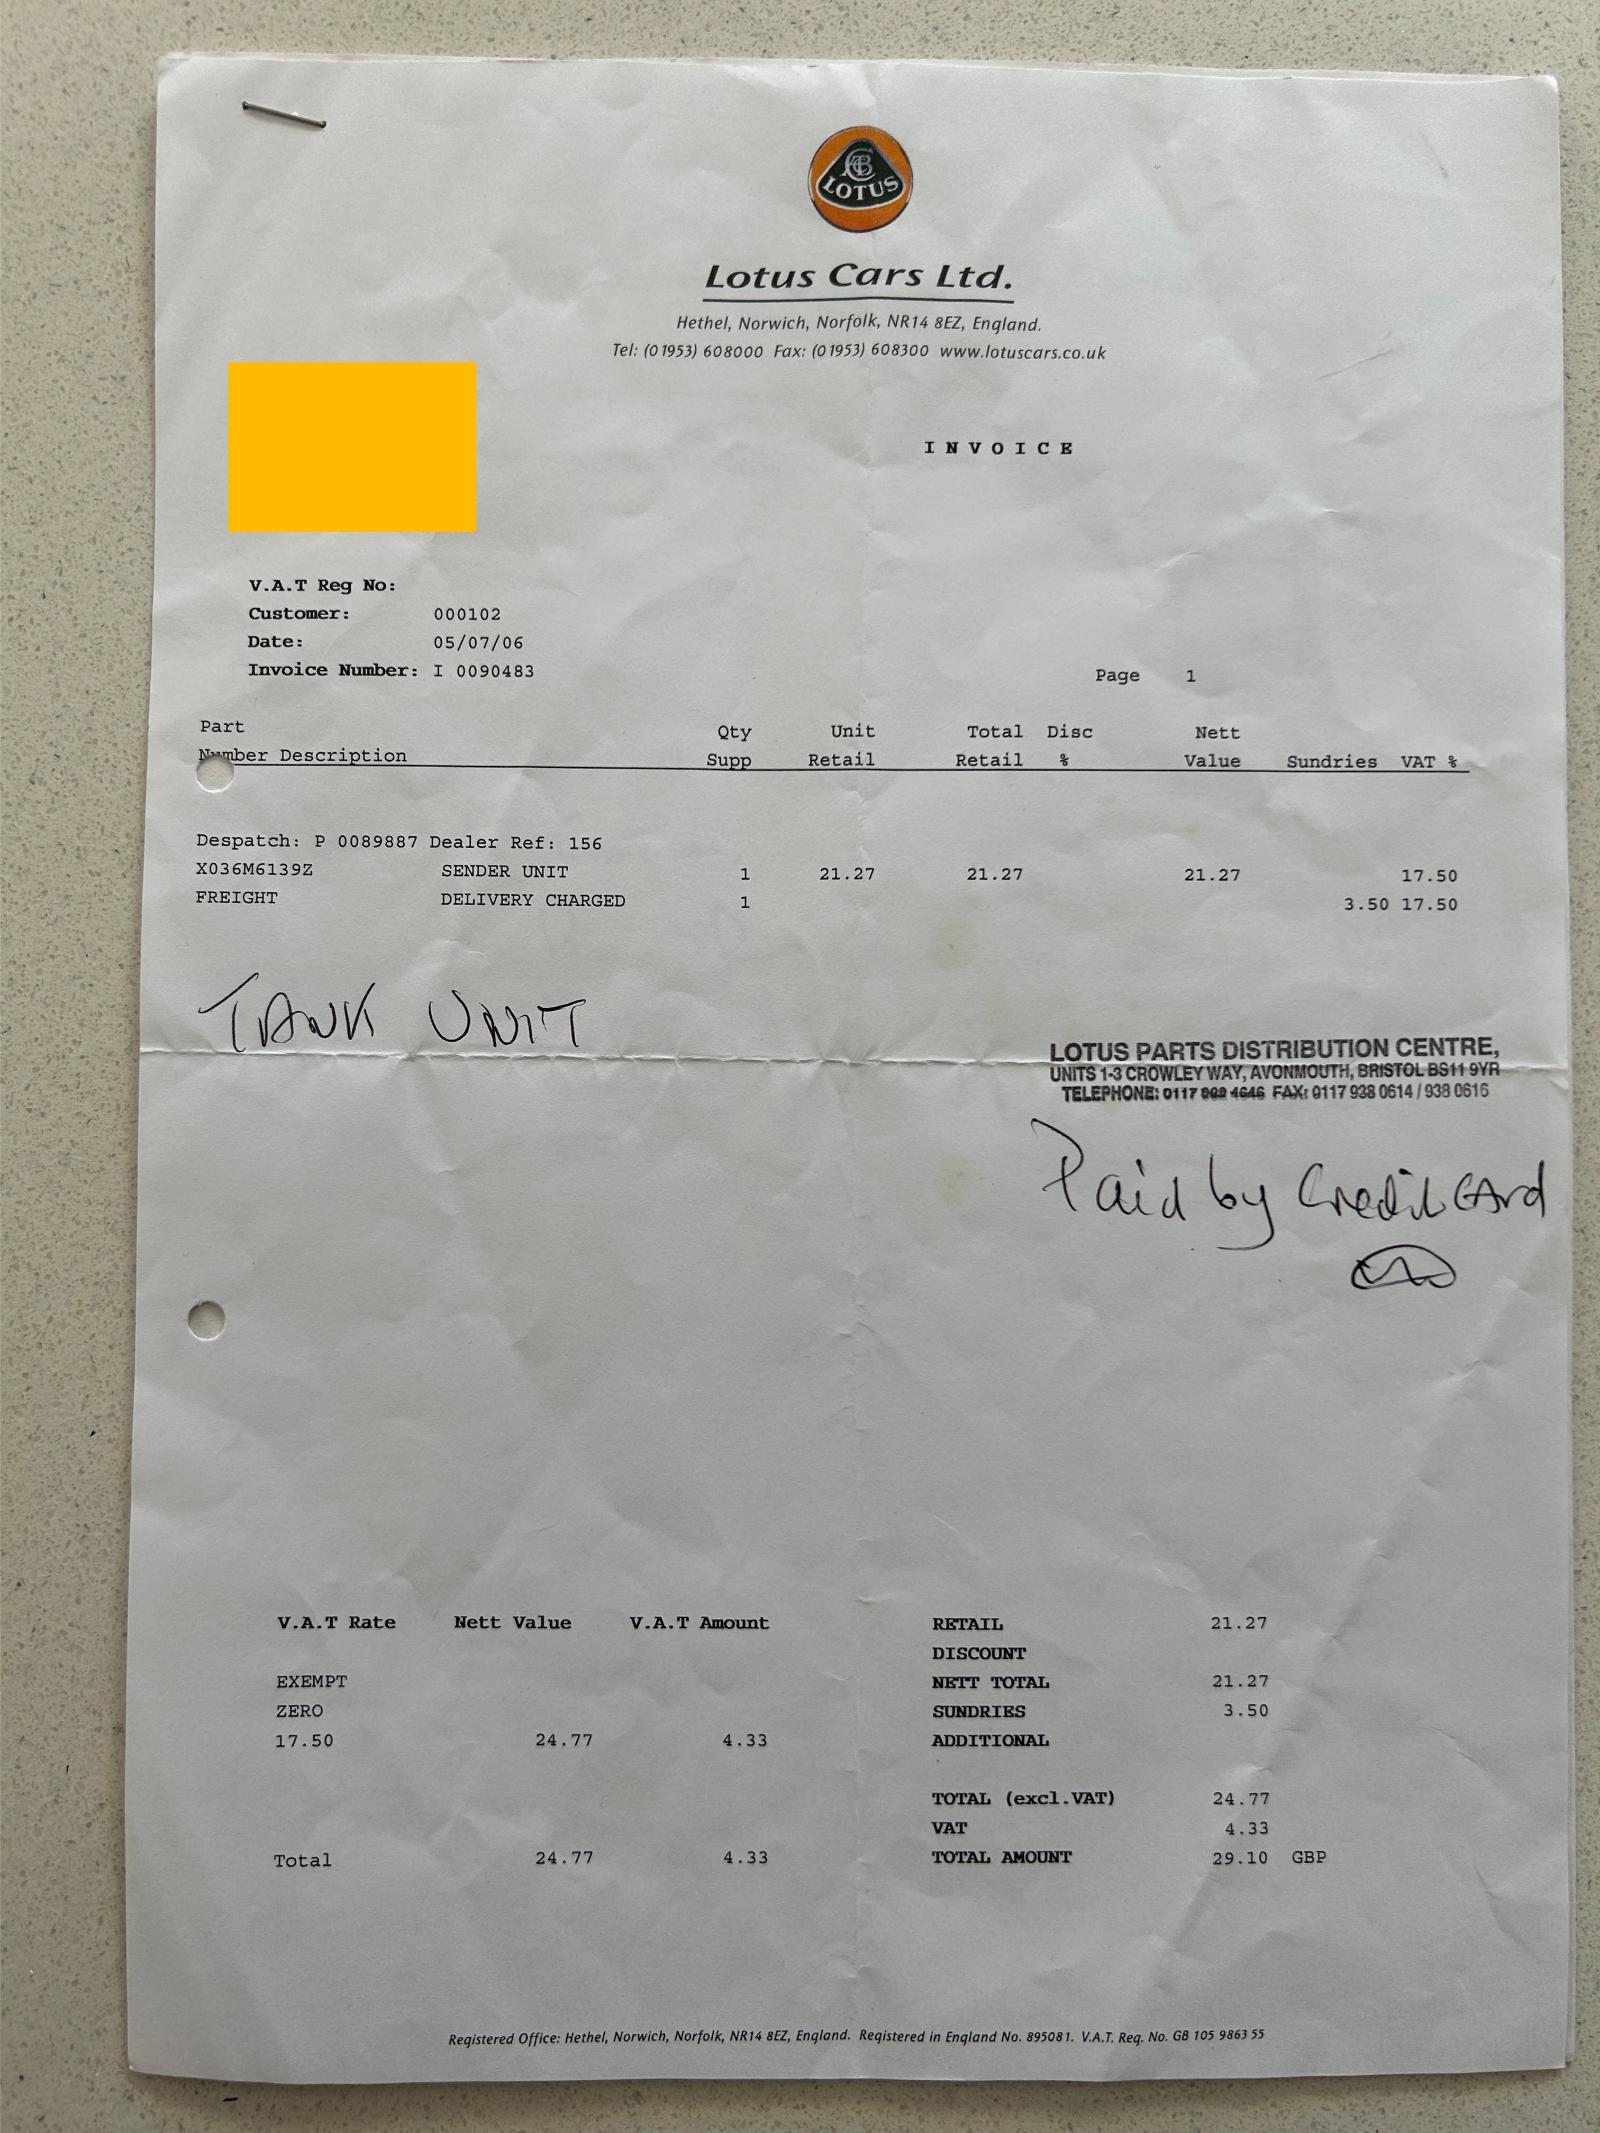 LOTUS
Lotus Cars Ltd.
Hethel, Norwich, Norfolk, NR14 8EZ, England.
Tel: (01953) 608000 Fax: (01953) 608300 www.lotuscars.co.uk
INVOICE
V.A.T Reg No:
Customer: 000102
Date: 05/07/06
Invoice Number: I 0090483
Page 1
Part Qty Unit Total Disc Nett
Number Description Supp Retail Retail % Value Sundries VAT %
Despatch: P 0089887 Dealer Ref: 156
X036M6139Z SENDER UNIT 1 21.27 21.27 21.27 17.50
FREIGHT DELIVERY CHARGED 1 3.50 17.50
TANK UNIT
LOTUS PARTS DISTRIBUTION CENTRE,
UNITS 1-3 CROWLEY WAY, AVONMOUTH, BRISTOL BS11 9YR
TELEPHONE: 0117 4646 FAX: 0117 938 0614 / 938 0616
Paid by Credit Card
V.A.T Rate Nett Value V.A.T Amount
EXEMPT
ZERO
17.50 24.77 4.33
Total 24.77 4.33
RETAIL 21.27
DISCOUNT
NETT TOTAL 21.27
SUNDRIES 3.50
ADDITIONAL
TOTAL (excl.VAT) 24.77
VAT 4.33
TOTAL AMOUNT 29.10 GBP
Registered Office: Hethel, Norwich, Norfolk, NR14 8EZ, England. Registered in England No. 895081. V.A.T. Reg. No. GB 105 9863 55